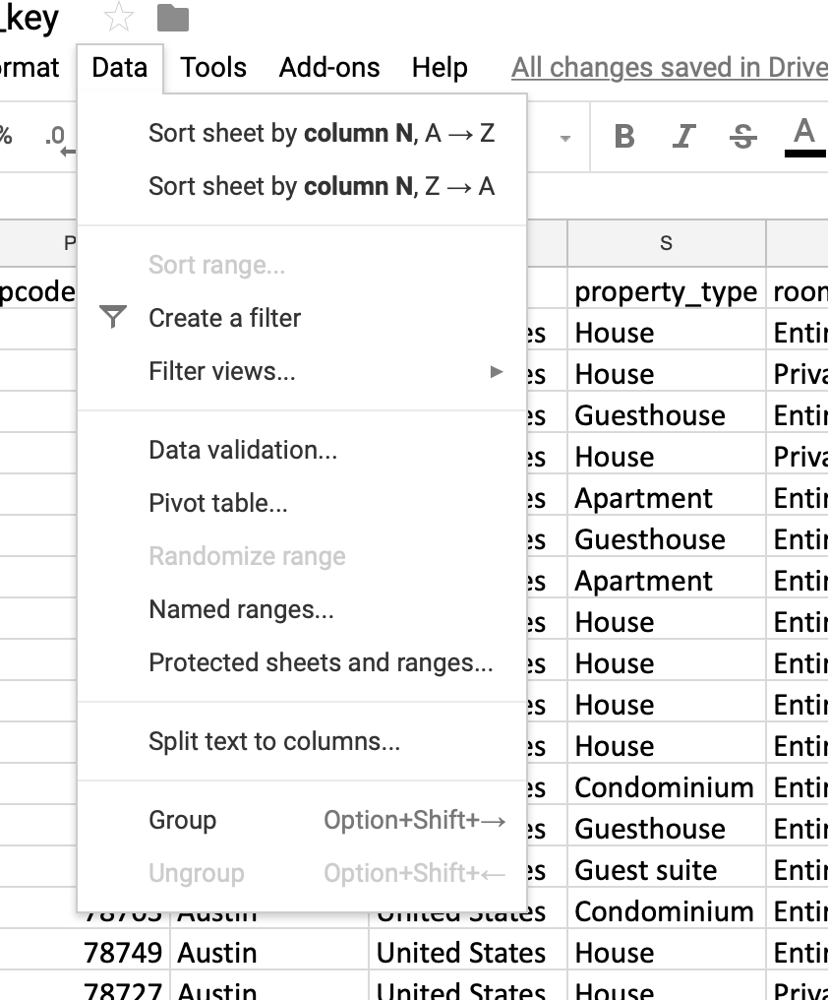 _key
ormat Data Tools Add-ons Help All changes saved in Drive
% .0 B I S A
Sort sheet by column N, A → Z
Sort sheet by column N, Z → A
P S
Sort range...
pcode property_type room
Create a filter
es House Entir
Filter views... ►
es House Priva
es Guesthouse Entir
Data validation...
es House Priva
Pivot table...
es Apartment Entir
Randomize range
es Guesthouse Entir
es Apartment Entir
Named ranges...
es House Entir
Protected sheets and ranges...
es House Entir
es House Entir
Split text to columns...
es House Entir
es Condominium Entir
Group Option+Shift+→
es Guesthouse Entir
Ungroup Option+Shift+←
es Guest suite Entir
78703 Austin United States Condominium Entir
78749 Austin United States House Entir
78727 Austin United States House Priva